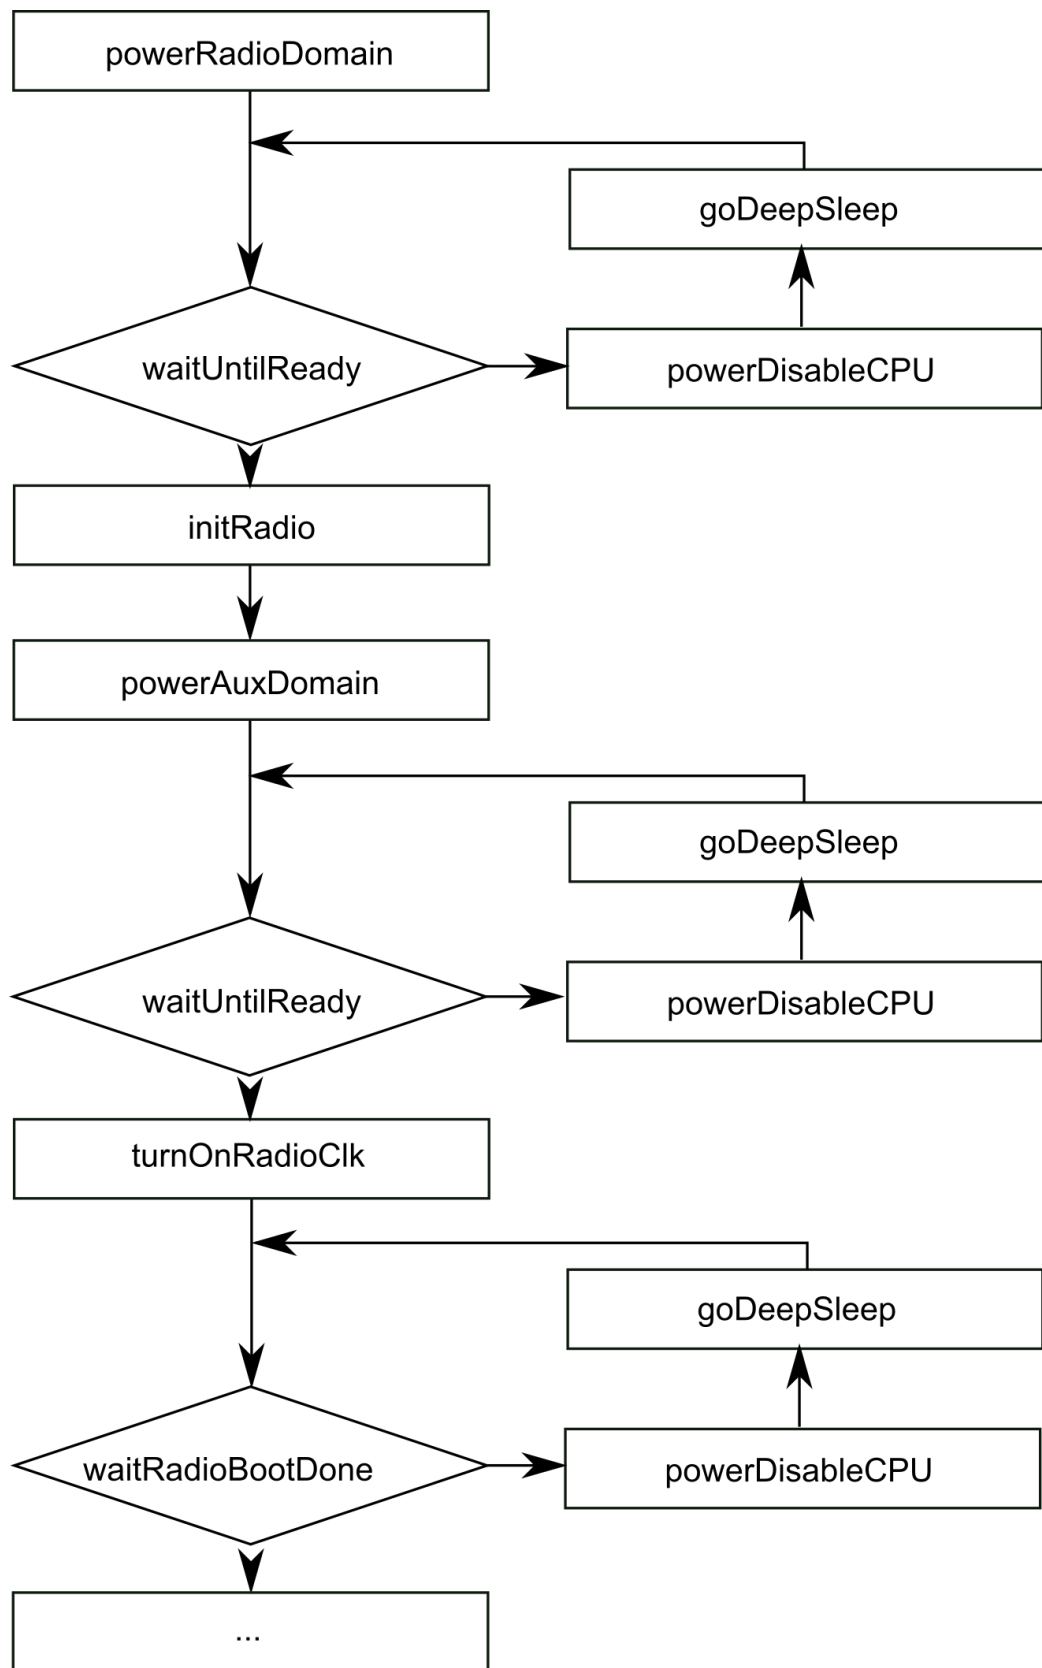 powerRadioDomain
goDeepSleep
waitUntilReady
powerDisableCPU
initRadio
powerAuxDomain
goDeepSleep
waitUntilReady
powerDisableCPU
turnOnRadioClk
goDeepSleep
waitRadioBootDone
powerDisableCPU
...